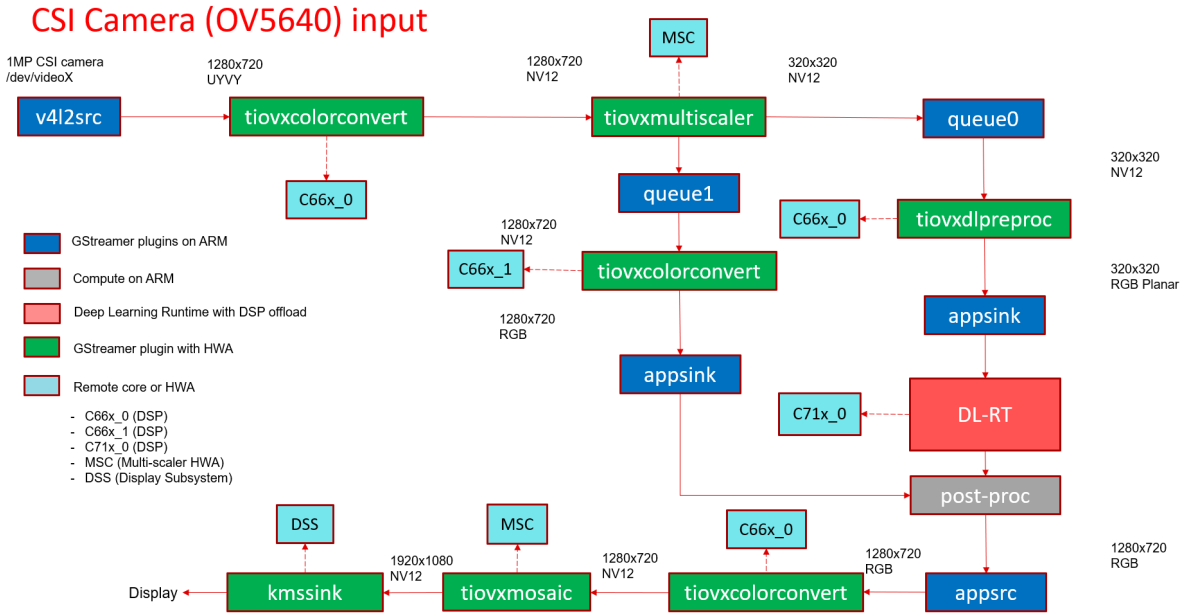 CSI Camera (OV5640) input
1MP CSI camera
/dev/videoX
1280x720
UYVY
1280x720
NV12
MSC
320x320
NV12
v4l2src
tiovxcolorconvert
tiovxmultiscaler
queue0
C66x_0
queue1
320x320
NV12
C66x_0
tiovxdlpreproc
1280x720
NV12
C66x_1
tiovxcolorconvert
320x320
RGB Planar
1280x720
RGB
appsink
appsink
GStreamer plugins on ARM
Compute on ARM
Deep Learning Runtime with DSP offload
GStreamer plugin with HWA
Remote core or HWA
- C66x_0 (DSP)
- C66x_1 (DSP)
- C71x_0 (DSP)
- MSC (Multi-scaler HWA)
- DSS (Display Subsystem)
C71x_0
DL-RT
post-proc
DSS
MSC
C66x_0
1920x1080
NV12
1280x720
NV12
1280x720
RGB
1280x720
RGB
Display
kmssink
tiovxmosaic
tiovxcolorconvert
appsrc